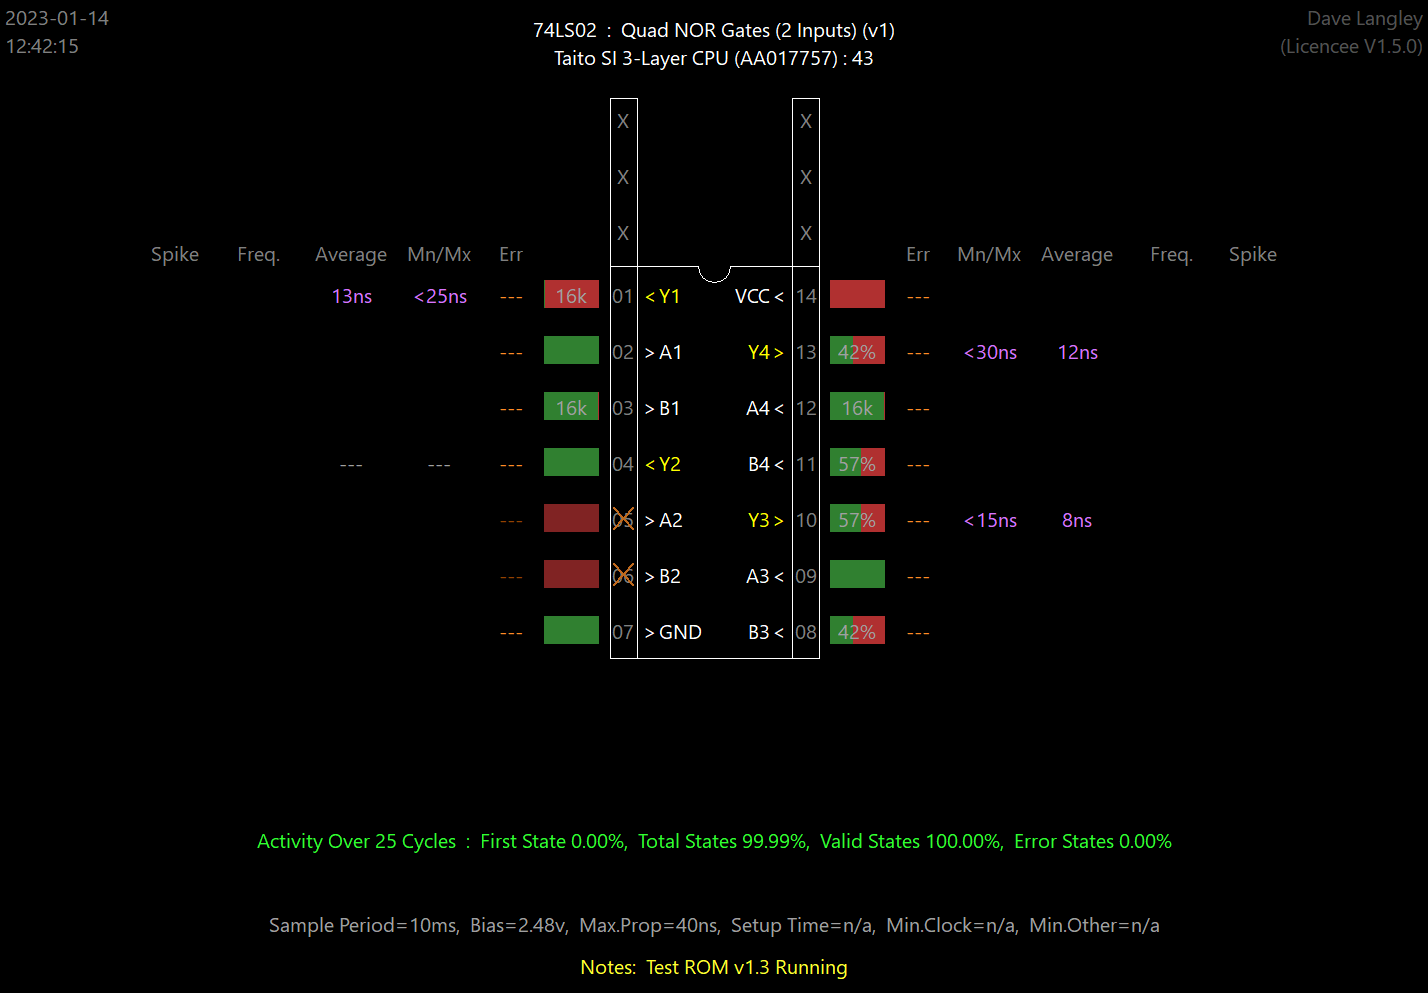 2023-01-14
12:42:15
74LS02 : Quad NOR Gates (2 Inputs) (v1)
Taito SI 3-Layer CPU (AA017757) : 43
Dave Langley
(Licencee V1.5.0)
X X
X X
X X
Spike Freq. Average Mn/Mx Err Err Mn/Mx Average Freq. Spike
13ns <25ns --- 16k 01 < Y1 VCC < 14 ---
--- 02 > A1 Y4 > 13 42% --- <30ns 12ns
--- 16k 03 > B1 A4 < 12 16k ---
--- --- --- 04 < Y2 B4 < 11 57% ---
--- 05 > A2 Y3 > 10 57% --- <15ns 8ns
--- 06 > B2 A3 < 09 ---
--- 07 > GND B3 < 08 42% ---
Activity Over 25 Cycles : First State 0.00%, Total States 99.99%, Valid States 100.00%, Error States 0.00%
Sample Period=10ms, Bias=2.48v, Max.Prop=40ns, Setup Time=n/a, Min.Clock=n/a, Min.Other=n/a
Notes: Test ROM v1.3 Running